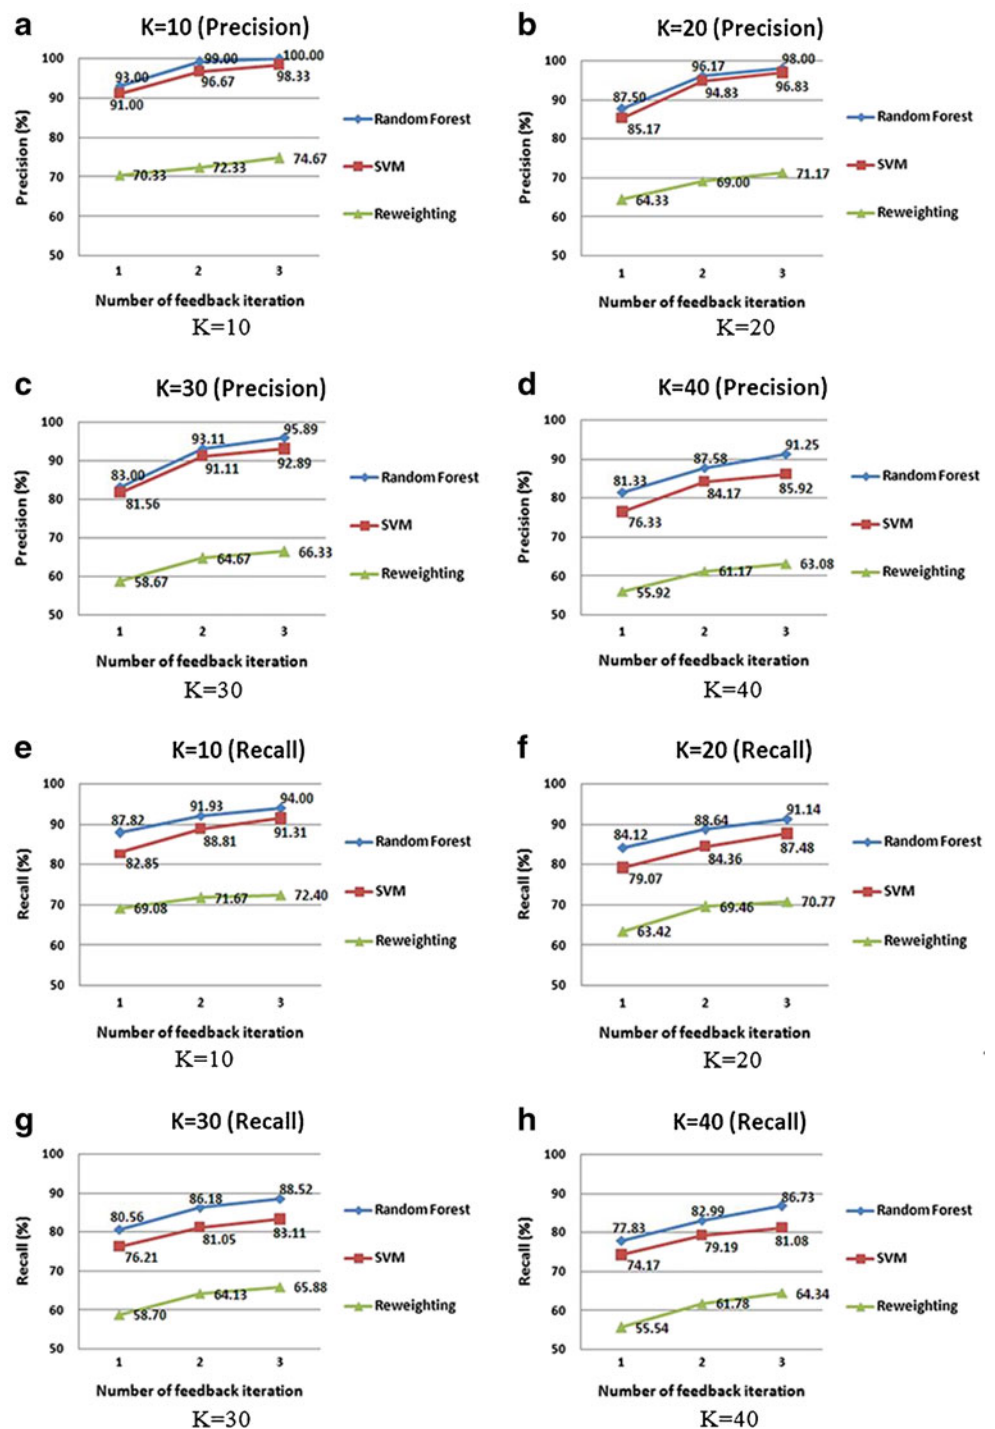 a
K=10 (Precision)
100
90
80
70
60
50
Precision (%)
93.00
99.00
100.00
91.00
96.67
98.33
70.33
72.33
74.67
Random Forest
SVM
Reweighting
1 2 3
Number of feedback iteration
K=10
b
K=20 (Precision)
100
90
80
70
60
50
Precision (%)
87.50
96.17
98.00
85.17
94.83
96.83
64.33
69.00
71.17
Random Forest
SVM
Reweighting
1 2 3
Number of feedback iteration
K=20
c
K=30 (Precision)
100
90
80
70
60
50
Precision (%)
83.00
93.11
95.89
81.56
91.11
92.89
58.67
64.67
66.33
Random Forest
SVM
Reweighting
1 2 3
Number of feedback iteration
K=30
d
K=40 (Precision)
100
90
80
70
60
50
Precision (%)
81.33
87.58
91.25
76.33
84.17
85.92
55.92
61.17
63.08
Random Forest
SVM
Reweighting
1 2 3
Number of feedback iteration
K=40
e
K=10 (Recall)
100
90
80
70
60
50
Recall (%)
87.82
91.93
94.00
82.85
88.81
91.31
69.08
71.67
72.40
Random Forest
SVM
Reweighting
1 2 3
Number of feedback iteration
K=10
f
K=20 (Recall)
100
90
80
70
60
50
Recall (%)
84.12
88.64
91.14
79.07
84.36
87.48
63.42
69.46
70.77
Random Forest
SVM
Reweighting
1 2 3
Number of feedback iteration
K=20
g
K=30 (Recall)
100
90
80
70
60
50
Recall (%)
80.56
86.18
88.52
76.21
81.05
83.11
58.70
64.13
65.88
Random Forest
SVM
Reweighting
1 2 3
Number of feedback iteration
K=30
h
K=40 (Recall)
100
90
80
70
60
50
Recall (%)
77.83
82.99
86.73
74.17
79.19
81.08
55.54
61.78
64.34
Random Forest
SVM
Reweighting
1 2 3
Number of feedback iteration
K=40